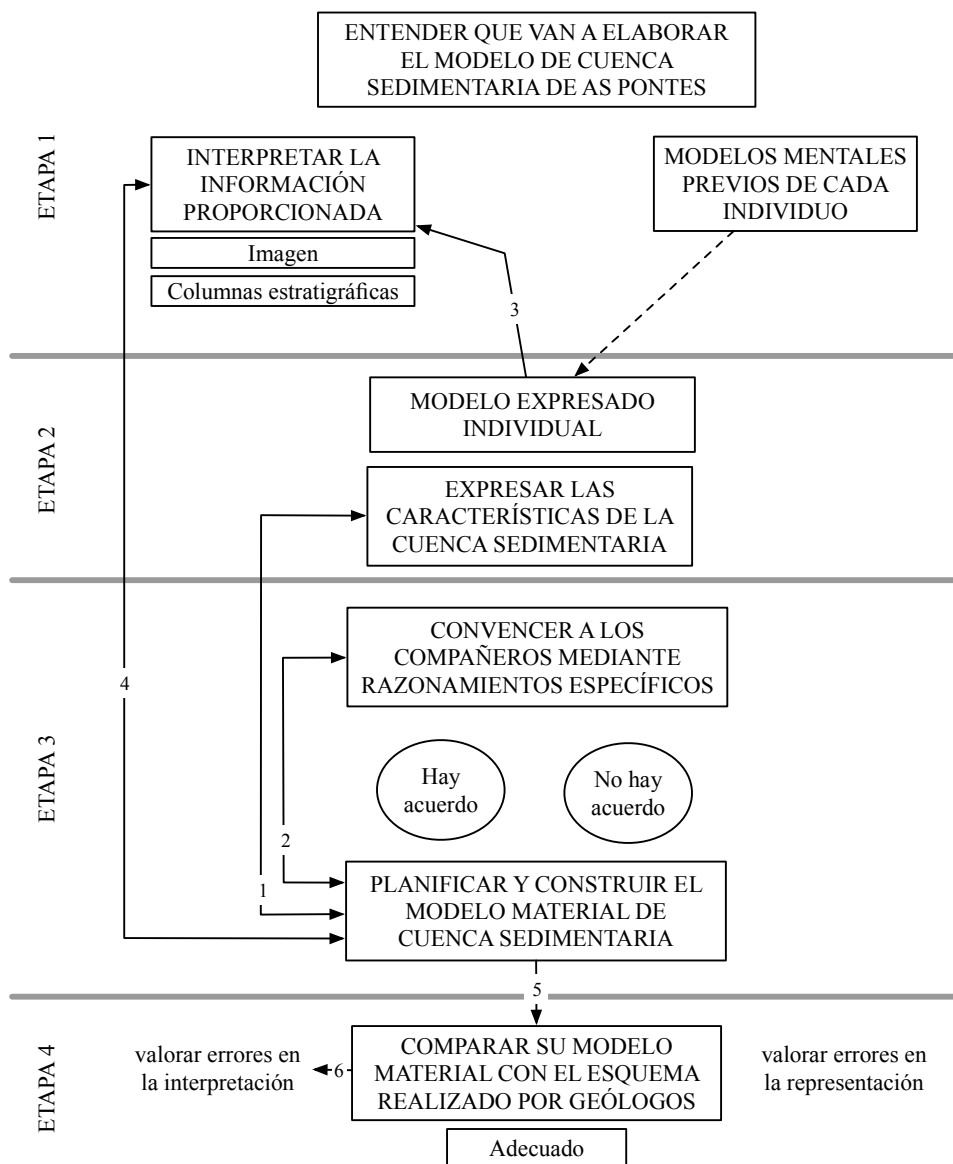 ETAPA 1
ENTENDER QUE VAN A ELABORAR
EL MODELO DE CUENCA
SEDIMENTARIA DE AS PONTES
INTERPRETAR LA
INFORMACIÓN
PROPORCIONADA
Imagen
Columnas estratigráficas
MODELOS MENTALES
PREVIOS DE CADA
INDIVIDUO
3
ETAPA 2
MODELO EXPRESADO
INDIVIDUAL
EXPRESAR LAS
CARACTERÍSTICAS DE LA
CUENCA SEDIMENTARIA
ETAPA 3
CONVENCER A LOS
COMPAÑEROS MEDIANTE
RAZONAMIENTOS ESPECÍFICOS
4
Hay
acuerdo
No hay
acuerdo
2
1
PLANIFICAR Y CONSTRUIR EL
MODELO MATERIAL DE
CUENCA SEDIMENTARIA
5
ETAPA 4
valorar errores en
la interpretación
6
COMPARAR SU MODELO
MATERIAL CON EL ESQUEMA
REALIZADO POR GEÓLOGOS
valorar errores en
la representación
Adecuado